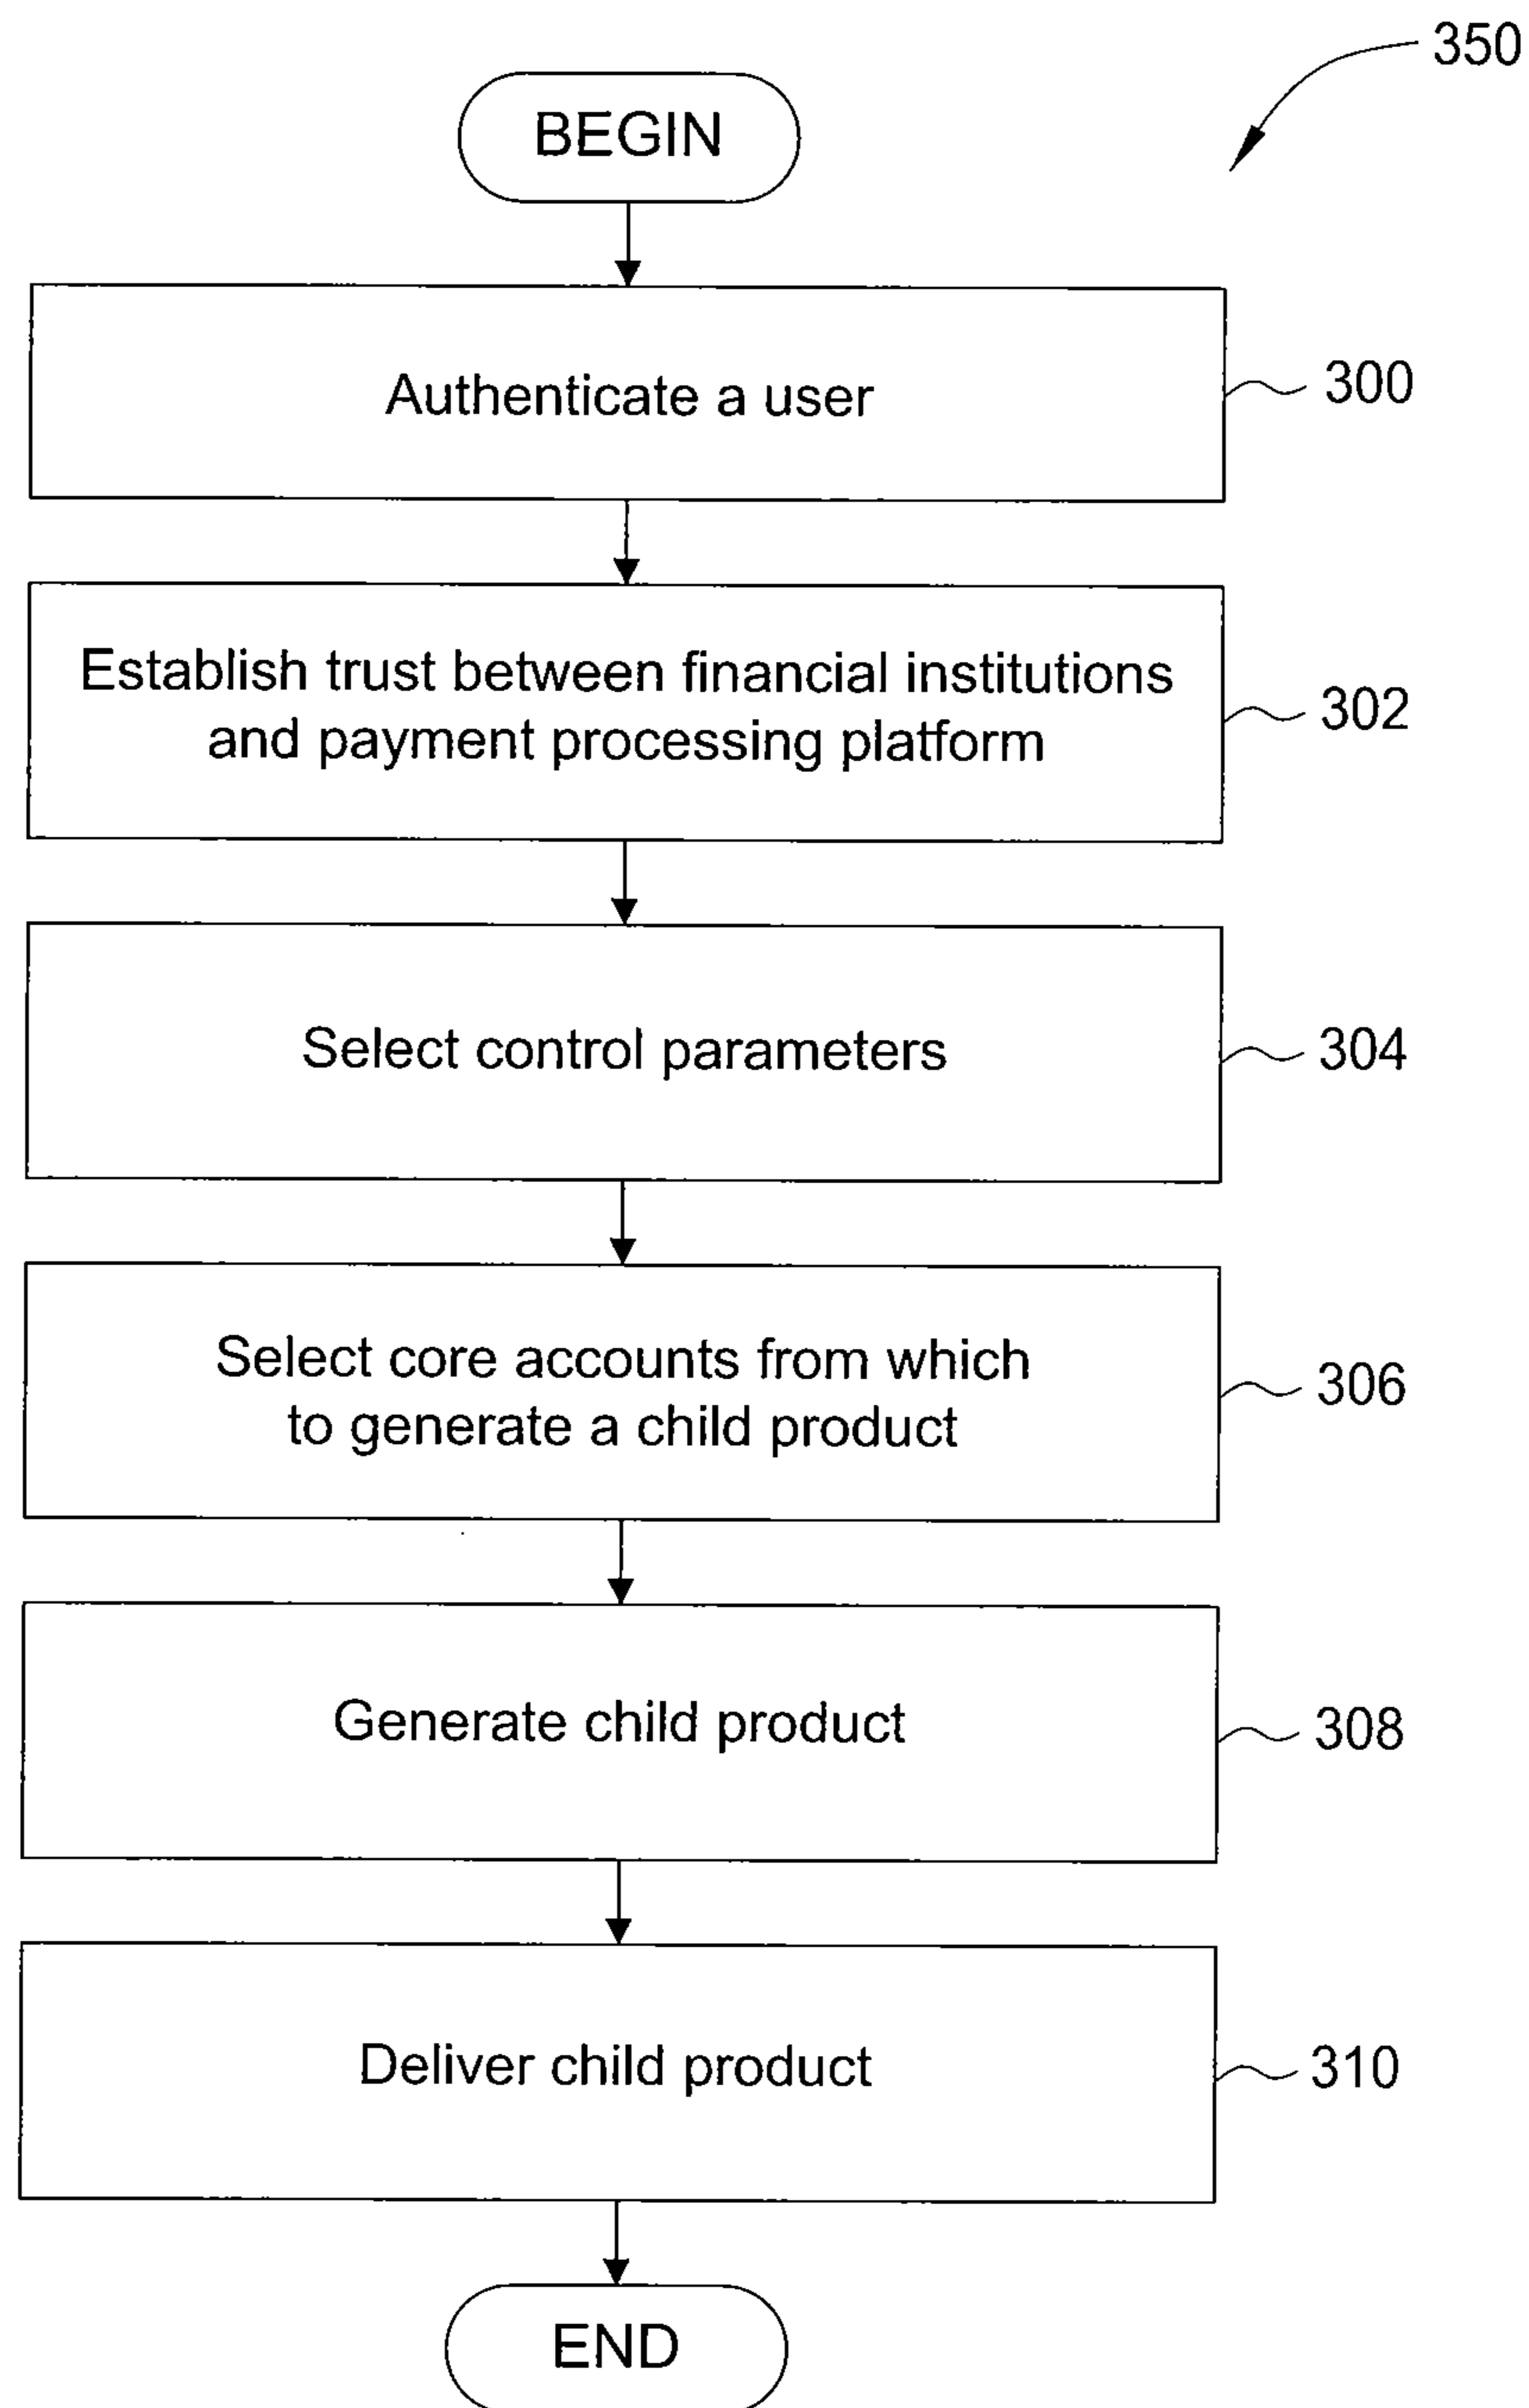 350
BEGIN
Authenticate a user
300
Establish trust between financial institutions
and payment processing platform
302
Select control parameters
304
Select core accounts from which
to generate a child product
306
Generate child product
308
Deliver child product
310
END